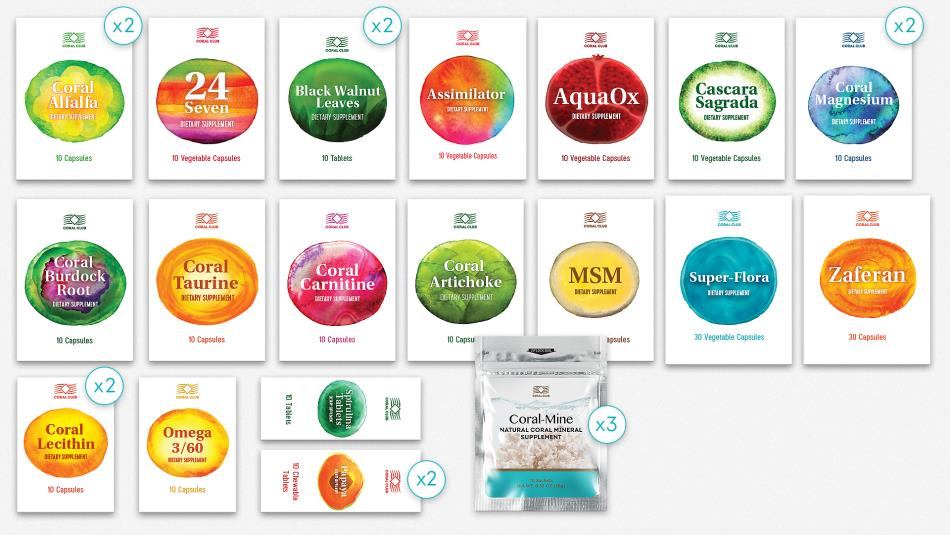 CORAL CLUB
Coral
Alfalfa
DIETARY SUPPLEMENT
10 Capsules
x2
CORAL CLUB
24
Seven
DIETARY SUPPLEMENT
10 Vegetable Capsules
CORAL CLUB
Black Walnut
Leaves
DIETARY SUPPLEMENT
10 Tablets
x2
CORAL CLUB
Assimilator
DIETARY SUPPLEMENT
10 Vegetable Capsules
CORAL CLUB
AquaOx
DIETARY SUPPLEMENT
10 Vegetable Capsules
CORAL CLUB
Cascara
Sagrada
DIETARY SUPPLEMENT
10 Vegetable Capsules
CORAL CLUB
Coral
Magnesium
DIETARY SUPPLEMENT
10 Capsules
x2
CORAL CLUB
Coral
Burdock
Root
DIETARY SUPPLEMENT
10 Capsules
CORAL CLUB
Coral
Taurine
DIETARY SUPPLEMENT
10 Capsules
CORAL CLUB
Coral
Carnitine
DIETARY SUPPLEMENT
10 Capsules
CORAL CLUB
Coral
Artichoke
DIETARY SUPPLEMENT
10 Caps
CORAL CLUB
MSM
DIETARY SUPPLEMENT
apsules
CORAL CLUB
Super-Flora
DIETARY SUPPLEMENT
30 Vegetable Capsules
CORAL CLUB
Zaferan
DIETARY SUPPLEMENT
30 Capsules
CORAL CLUB
Coral
Lecithin
DIETARY SUPPLEMENT
10 Capsules
x2
CORAL CLUB
Omega
3/60
DIETARY SUPPLEMENT
10 Capsules
CORAL CLUB
Spirulina
Tablets
10 Tablets
CORAL CLUB
Papaya
10 Chewable
Tablets
x2
CORAL CLUB
Coral-Mine
NATURAL CORAL MINERAL
SUPPLEMENT
10 Sachets
x3